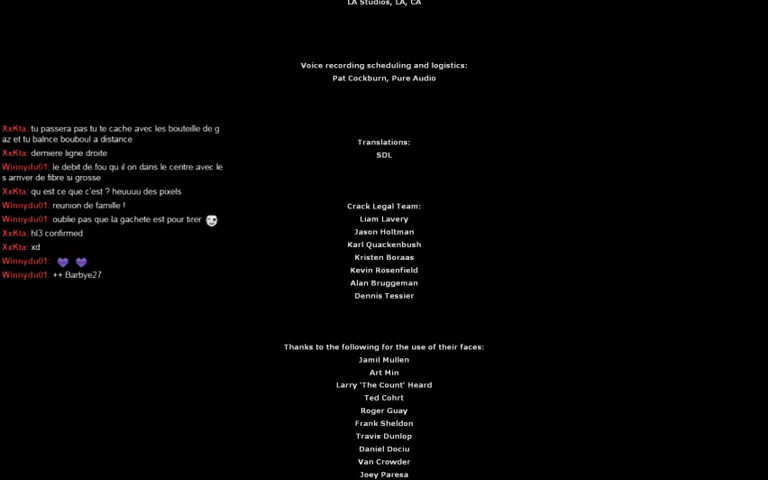 LA Studios, LA, CA
Voice recording scheduling and logistics:
Pat Cockburn, Pure Audio
XxKta: tu passera pas tu te cache avec les bouteille de g
az et tu balnce bouboul a distance
XxKta: derniere ligne droite
Winnydu01: le debit de fou qu il on dans le centre avec le
s arriver de fibre si grosse
XxKta: qu est ce que c'est ? heuuuu des pixels
Winnydu01: reunion de famille !
Winnydu01: oublie pas que la gachete est pour tirer
XxKta: hl3 confirmed
XxKta: xd
Winnydu01:
Winnydu01: ++ Barbye27
Translations:
SDL
Crack Legal Team:
Liam Lavery
Jason Holtman
Karl Quackenbush
Kristen Boraas
Kevin Rosenfield
Alan Bruggeman
Dennis Tessier
Thanks to the following for the use of their faces:
Jamil Mullen
Art Min
Larry 'The Count' Heard
Ted Cohrt
Roger Guay
Frank Sheldon
Travis Dunlop
Daniel Dociu
Van Crowder
Joey Paresa